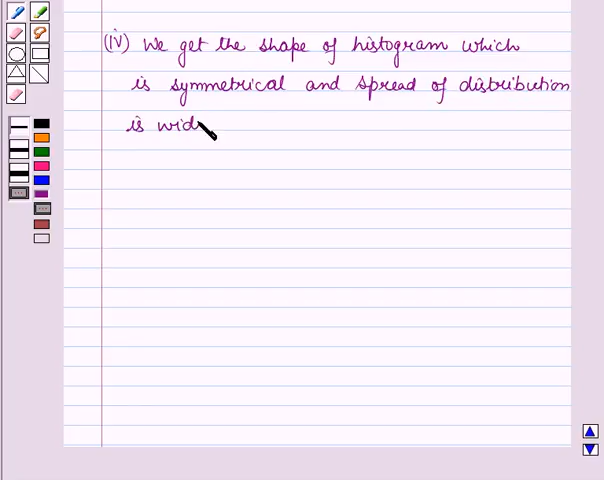 (iv) We get the shape of histogram which
is symmetrical and spread of distribution
is wid